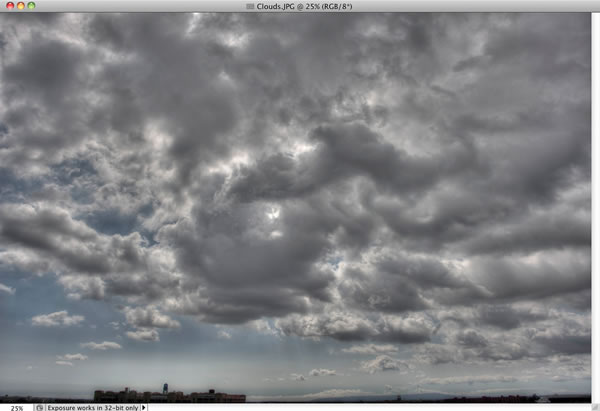 Clouds.JPG @ 25% (RGB/8*)
25%
Exposure works in 32-bit only